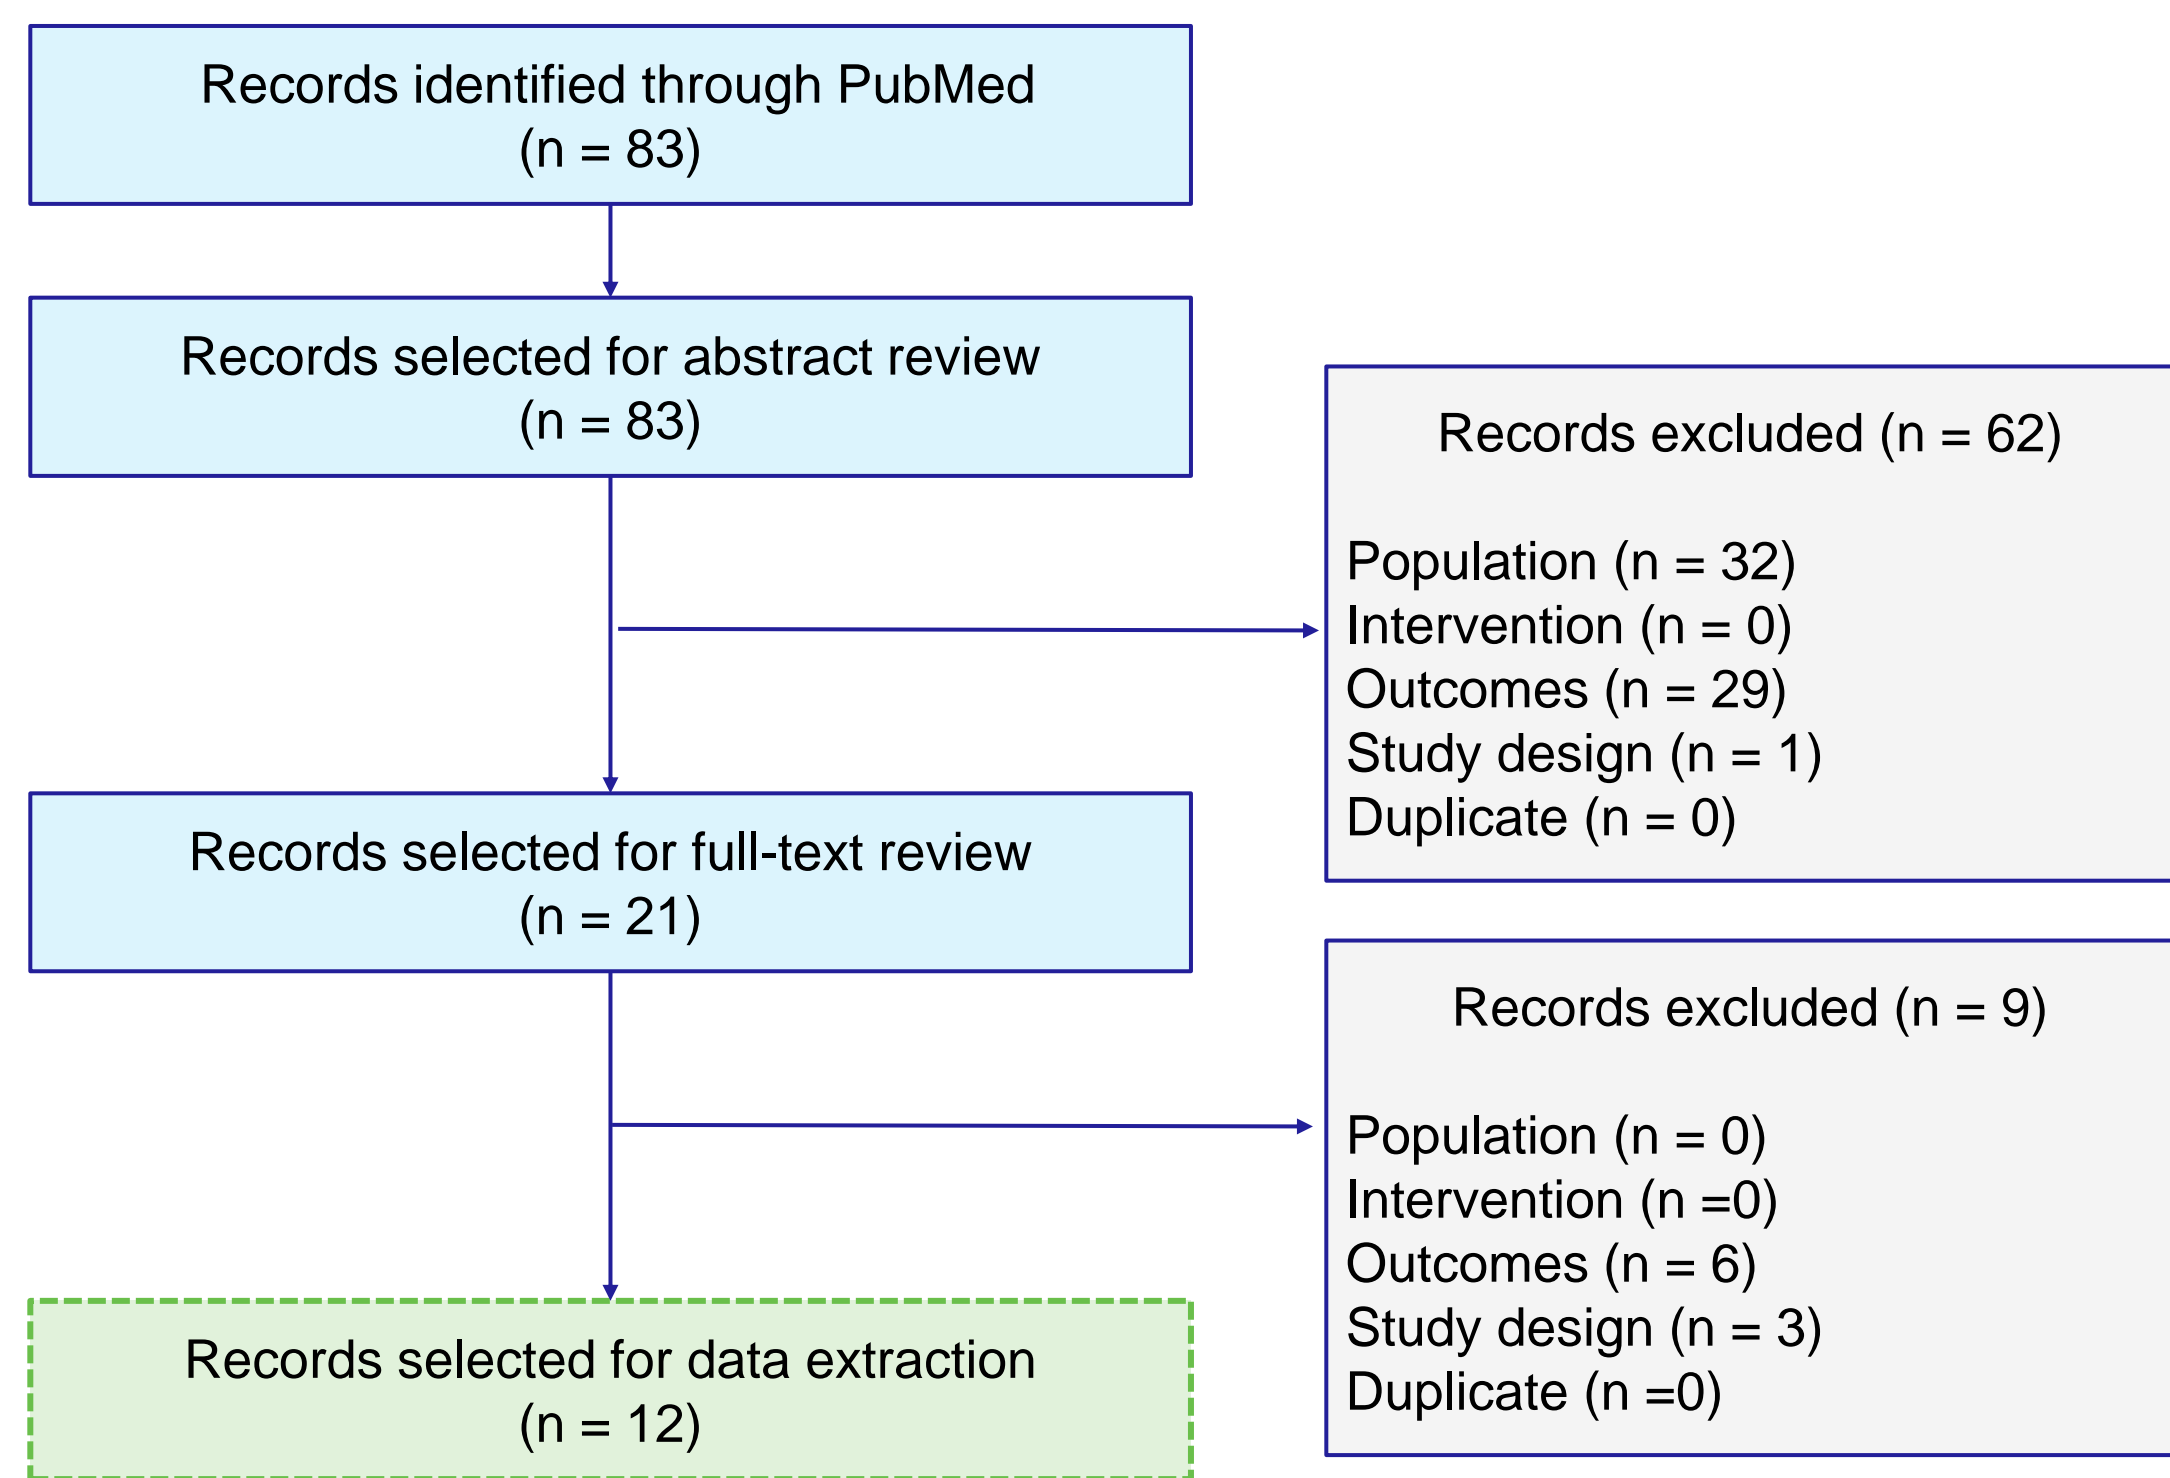 Records identified through PubMed
(n = 83)
Records selected for abstract review
(n = 83)
Records excluded (n = 62)
Population (n = 32)
Intervention (n = 0)
Outcomes (n = 29)
Study design (n = 1)
Duplicate (n = 0)
Records selected for full-text review
(n = 21)
Records excluded (n = 9)
Population (n = 0)
Intervention (n =0)
Outcomes (n = 6)
Study design (n = 3)
Duplicate (n =0)
Records selected for data extraction
(n = 12)